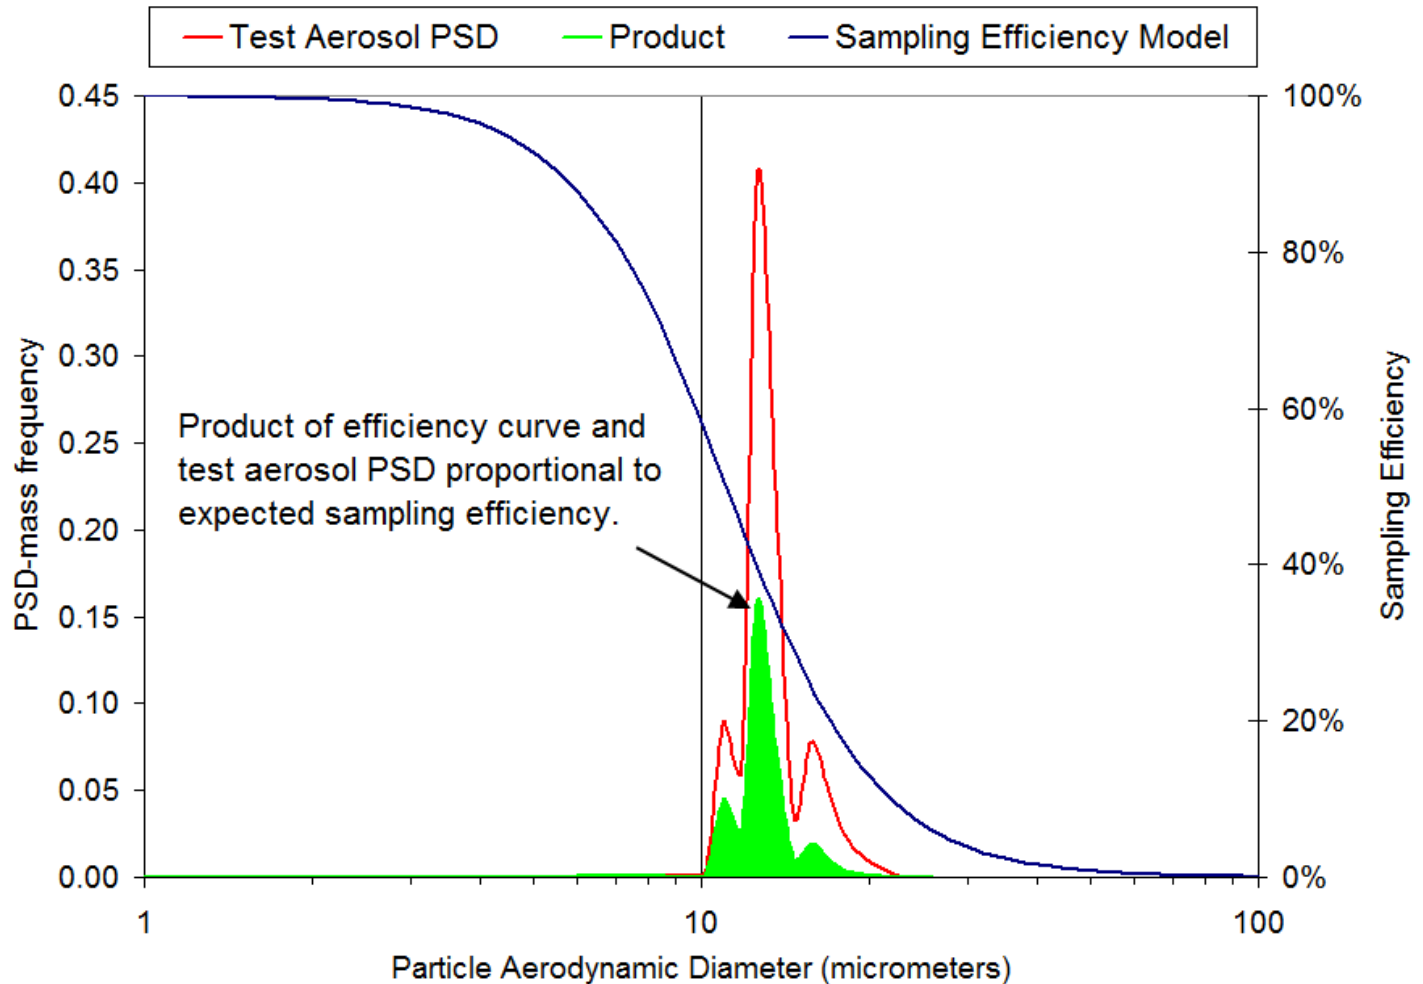 Test Aerosol PSD Product Sampling Efficiency Model
0.45
0.40
0.35
0.30
0.25
0.20
0.15
0.10
0.05
0.00
PSD-mass frequency
100%
80%
60%
40%
20%
0%
Sampling Efficiency
Product of efficiency curve and
test aerosol PSD proportional to
expected sampling efficiency.
1 10 100
Particle Aerodynamic Diameter (micrometers)